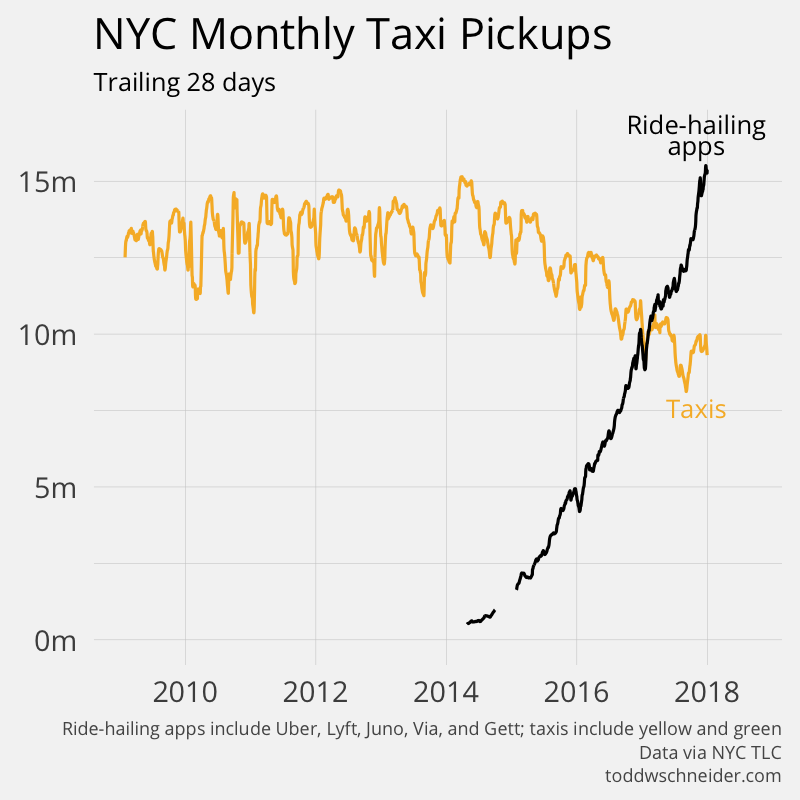 NYC Monthly Taxi Pickups
Trailing 28 days
Ride-hailing
apps
15m
10m
Taxis
5m
0m
2010 2012 2014 2016 2018
Ride-hailing apps include Uber, Lyft, Juno, Via, and Gett; taxis include yellow and green
Data via NYC TLC
toddwschneider.com